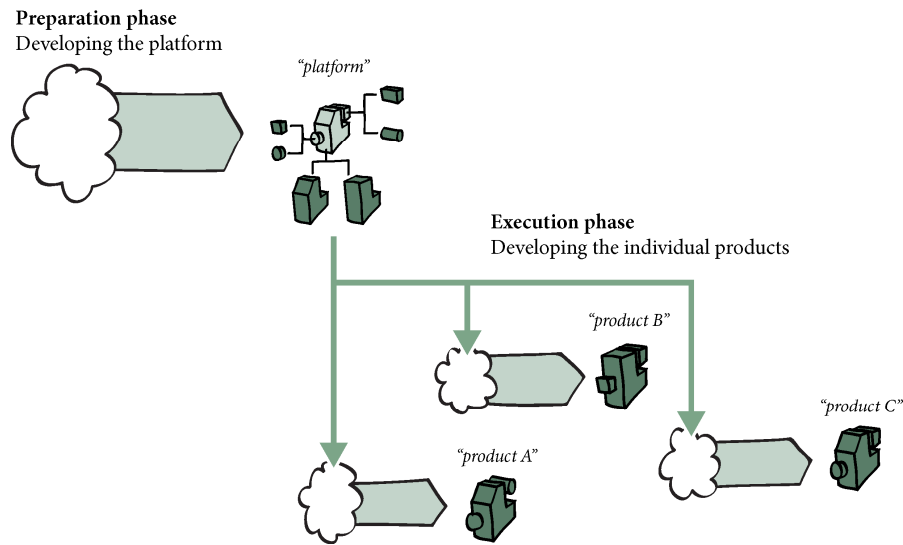 Preparation phase
Developing the platform
“platform”
Execution phase
Developing the individual products
“product B”
“product C”
“product A”